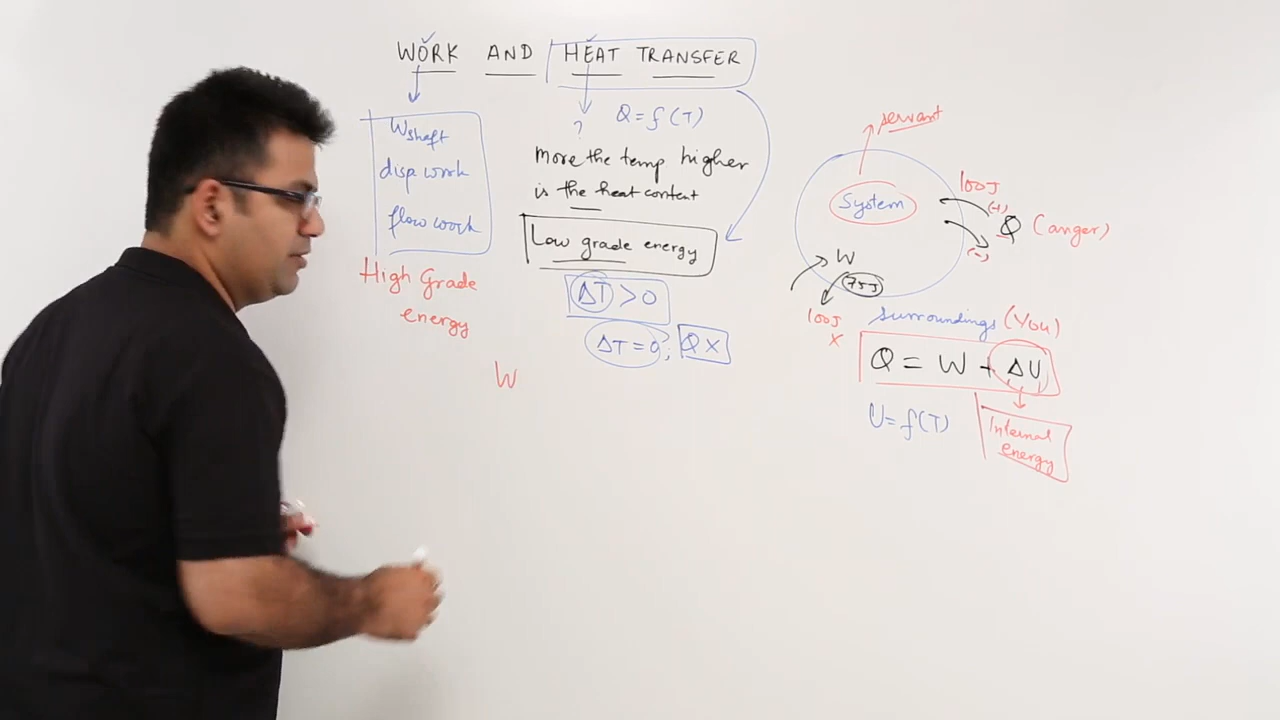 WORK AND HEAT TRANSFER
Wshaft
disp work
flow work
High Grade
energy
?
Q = f(T)
More the temp higher
is the heat content
Low grade energy
ΔT > 0
ΔT = 0; Q X
W
servant
System
100J
(+)
Q (anger)
(-)
W
75J
100J
X
Surroundings (You)
Q = W + ΔU
U = f(T)
Internal
energy